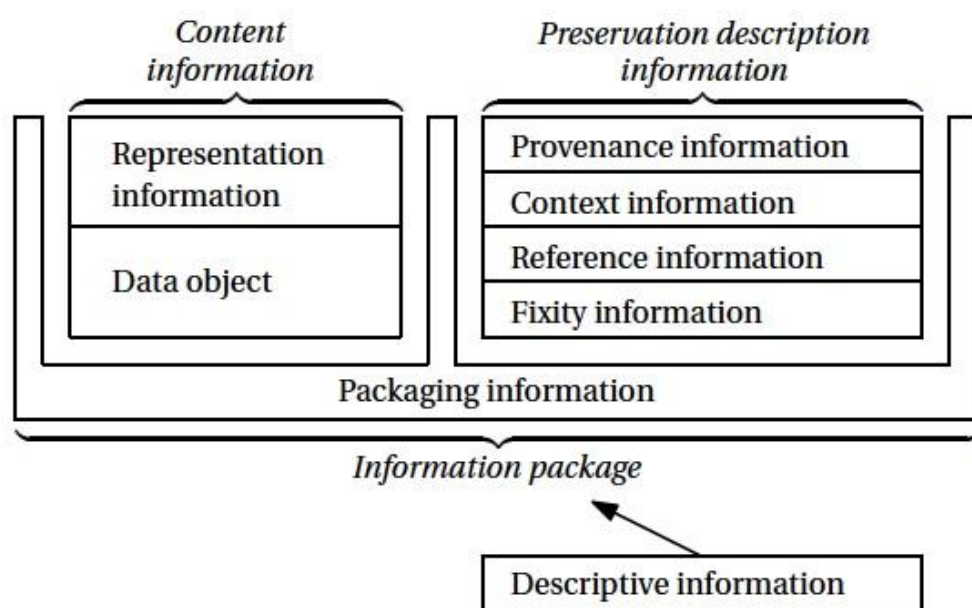 Content
information
Preservation description
information
Representation
information
Data object
Provenance information
Context information
Reference information
Fixity information
Packaging information
Information package
Descriptive information